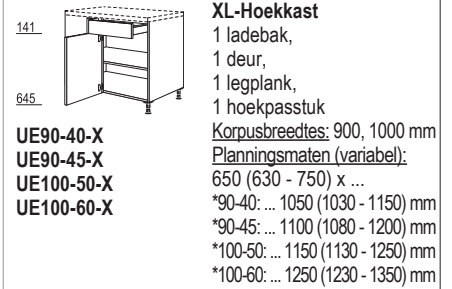 141
645
UE90-40-X
UE90-45-X
UE100-50-X
UE100-60-X
XL-Hoekkast
1 ladebak,
1 deur,
1 legplank,
1 hoekpasstuk
Korpusbreedtes: 900, 1000 mm
Planningsmaten (variabel):
650 (630 - 750) x ...
*90-40: ... 1050 (1030 - 1150) mm
*90-45: ... 1100 (1080 - 1200) mm
*100-50: ... 1150 (1130 - 1250) mm
*100-60: ... 1250 (1230 - 1350) mm